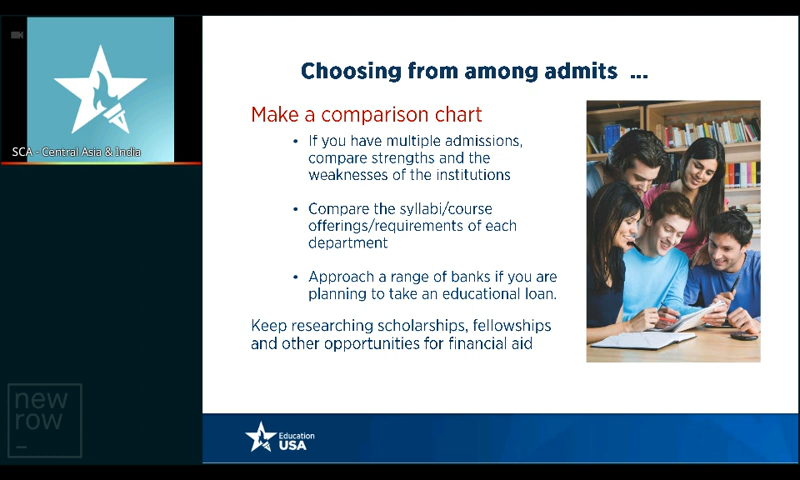 SCA - Central Asia & India
Choosing from among admits ...
Make a comparison chart
• If you have multiple admissions,
compare strengths and the
weaknesses of the institutions
• Compare the syllabi/course
offerings/requirements of each
department
• Approach a range of banks if you are
planning to take an educational loan.
Keep researching scholarships, fellowships
and other opportunities for financial aid
new
row
Education
USA